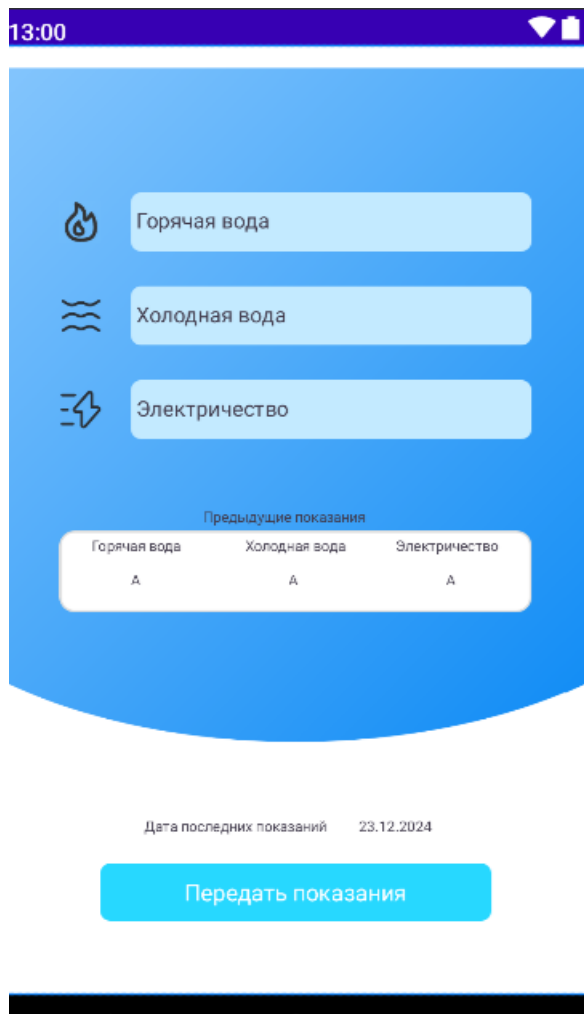 13:00
Горячая вода
Холодная вода
Электричество
Предыдущие показания
Горячая вода Холодная вода Электричество
А А А
Дата последних показаний 23.12.2024
Передать показания